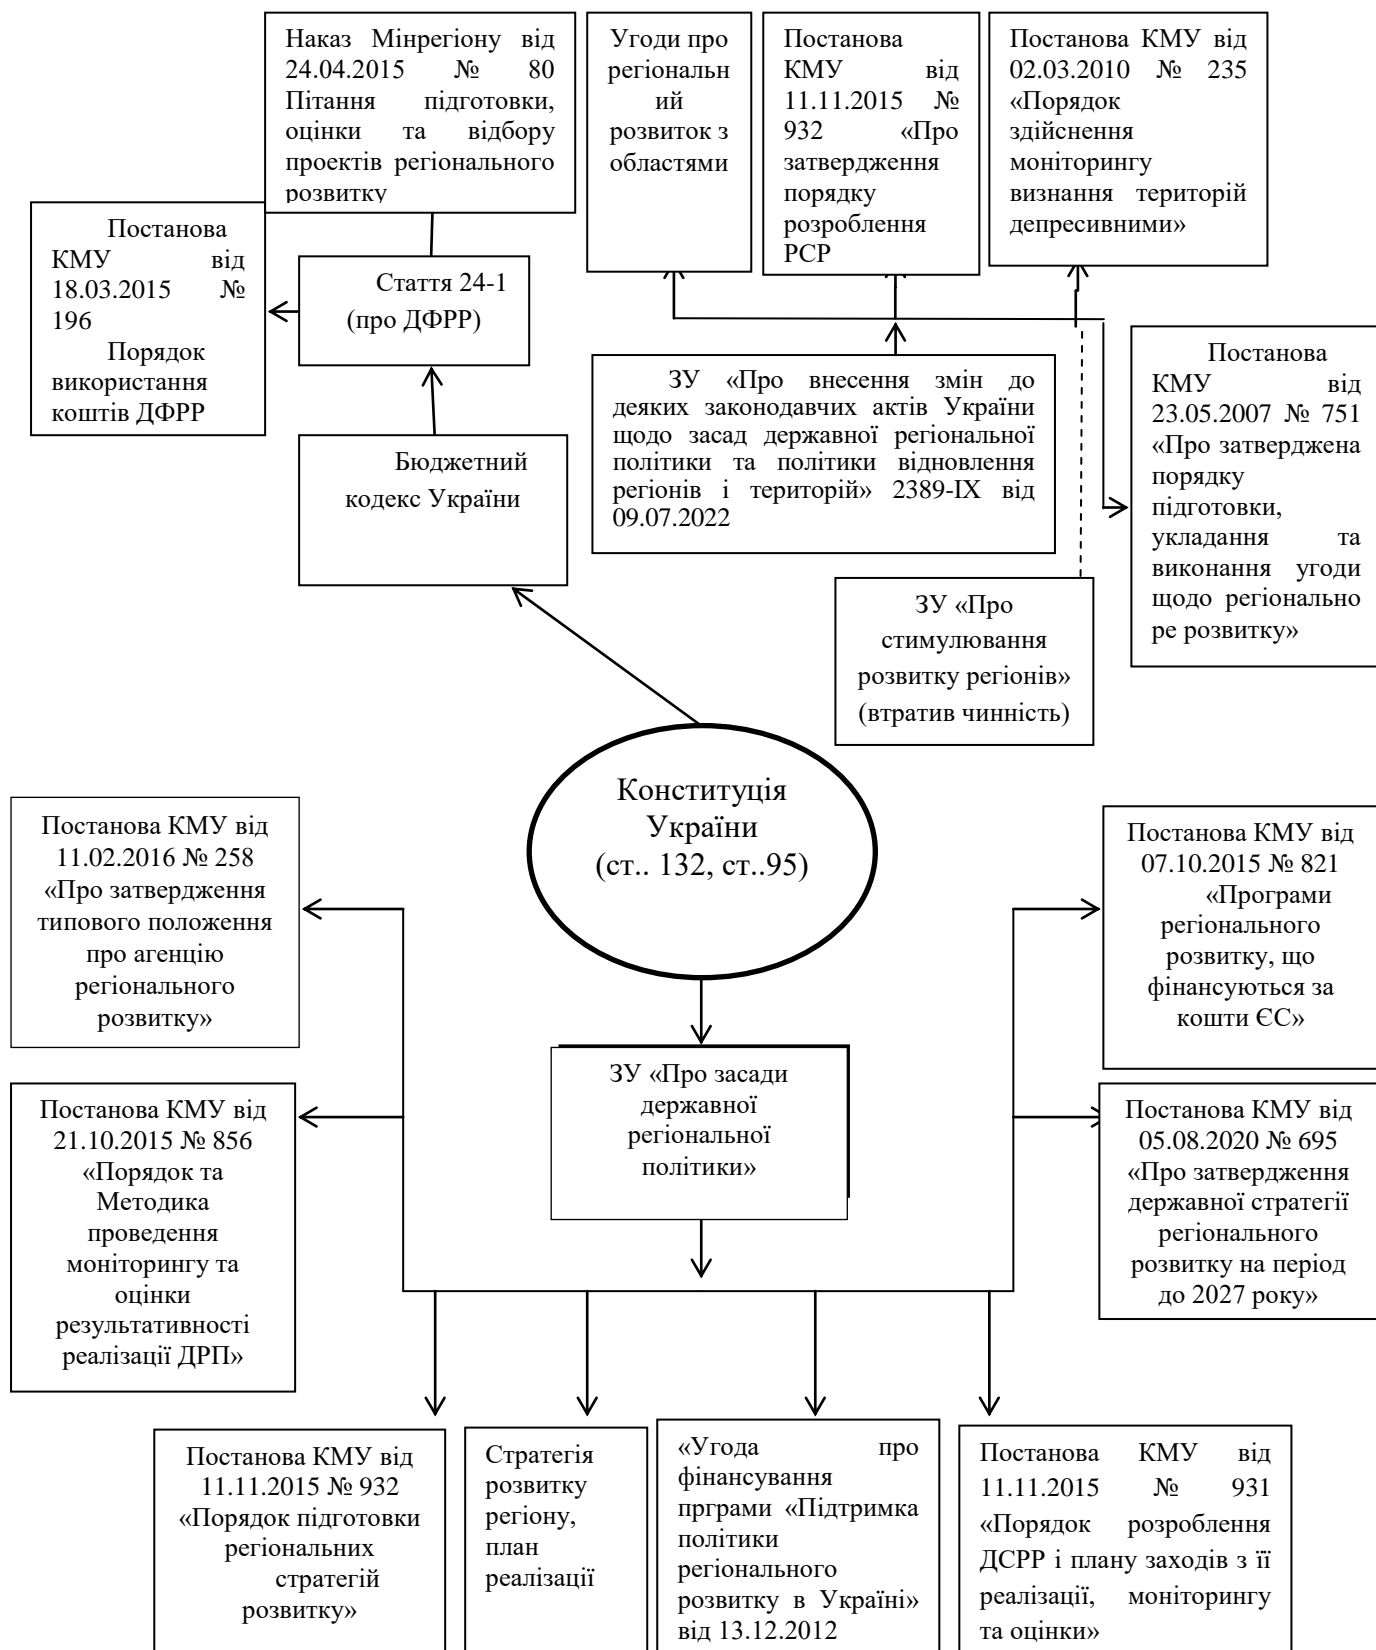 Наказ Мінрегіону від
24.04.2015 № 80
Пітання підготовки,
оцінки та відбору
проектів регіонального
розвитку
Угоди про
регіональн
ий
розвиток з
областями
Постанова
КМУ від
11.11.2015 №
932 «Про
затвердження
порядку
розроблення
РСР
Постанова КМУ від
02.03.2010 № 235
«Порядок
здійснення
моніторингу
визнання територій
депресивними»
Постанова
КМУ від
18.03.2015 №
196
Порядок
використання
коштів ДФРР
Стаття 24-1
(про ДФРР)
Бюджетний
кодекс України
ЗУ «Про внесення змін до
деяких законодавчих актів України
щодо засад державної регіональної
політики та політики відновлення
регіонів і територій» 2389-IX від
09.07.2022
Постанова
КМУ від
23.05.2007 № 751
«Про затверджена
порядку
підготовки,
укладання та
виконання угоди
щодо регіонально
ре розвитку»
ЗУ «Про
стимулювання
розвитку регіонів»
(втратив чинність)
Конституція
України
(ст.. 132, ст..95)
Постанова КМУ від
11.02.2016 № 258
«Про затвердження
типового положення
про агенцію
регіонального
розвитку»
Постанова КМУ від
07.10.2015 № 821
«Програми
регіонального
розвитку, що
фінансуються за
кошти ЄС»
ЗУ «Про засади
державної
регіональної
політики»
Постанова КМУ від
21.10.2015 № 856
«Порядок та
Методика
проведення
моніторингу та
оцінки
результативності
реалізації ДРП»
Постанова КМУ від
05.08.2020 № 695
«Про затвердження
державної стратегії
регіонального
розвитку на період
до 2027 року»
Постанова КМУ від
11.11.2015 № 932
«Порядок підготовки
регіональних
стратегій
розвитку»
Стратегія
розвитку
регіону,
план
реалізації
«Угода про
фінансування
прграми «Підтримка
політики
регіонального
розвитку в Україні»
від 13.12.2012
Постанова КМУ від
11.11.2015 № 931
«Порядок розроблення
ДСРР і плану заходів з її
реалізації, моніторингу
та оцінки»